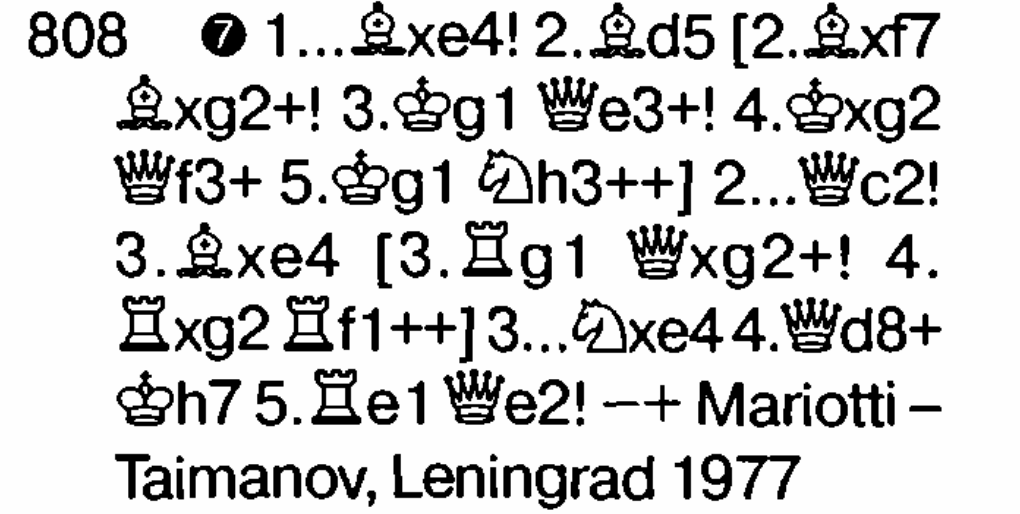 808 ❼ 1...♗xe4! 2.♗d5 [2.♗xf7
♗xg2+! 3.♔g1 ♕e3+! 4.♔xg2
♕f3+ 5.♔g1 ♘h3++] 2...♕c2!
3.♗xe4 [3.♖g1 ♕xg2+! 4.
♖xg2 ♖f1++] 3...♘xe4 4.♕d8+
♔h7 5.♖e1 ♕e2! −+ Mariotti –
Taimanov, Leningrad 1977